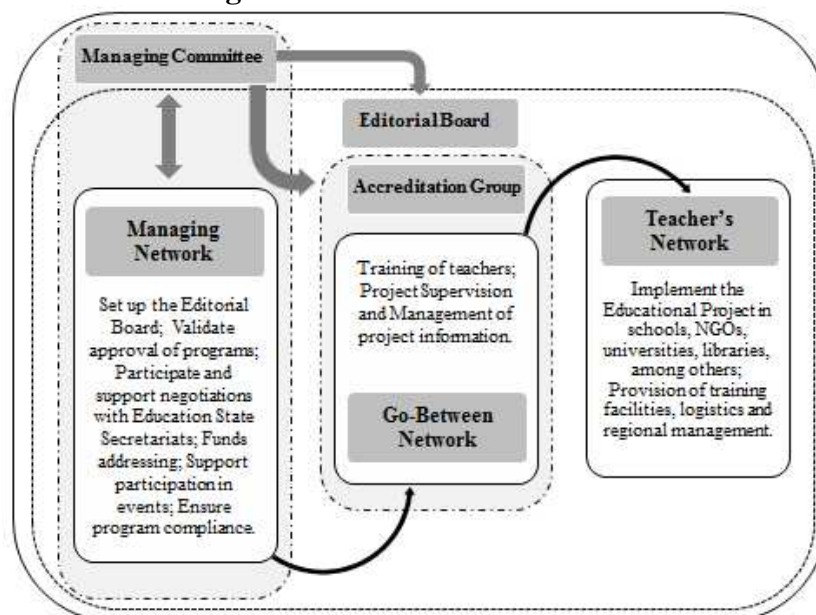 Managing Committee
Editorial Board
Accreditation Group
Managing
Network
Set up the Editorial
Board; Validate
approval of programs;
Participate and
support negotiations
with Education State
Secretariats; Funds
addressing; Support
participation in
events; Ensure
program compliance.
Training of teachers;
Project Supervision
and Management of
project information.
Go-Between
Network
Teacher's
Network
Implement the
Educational Project in
schools, NGOs,
universities, libraries,
among others;
Provision of training
facilities, logistics and
regional management.